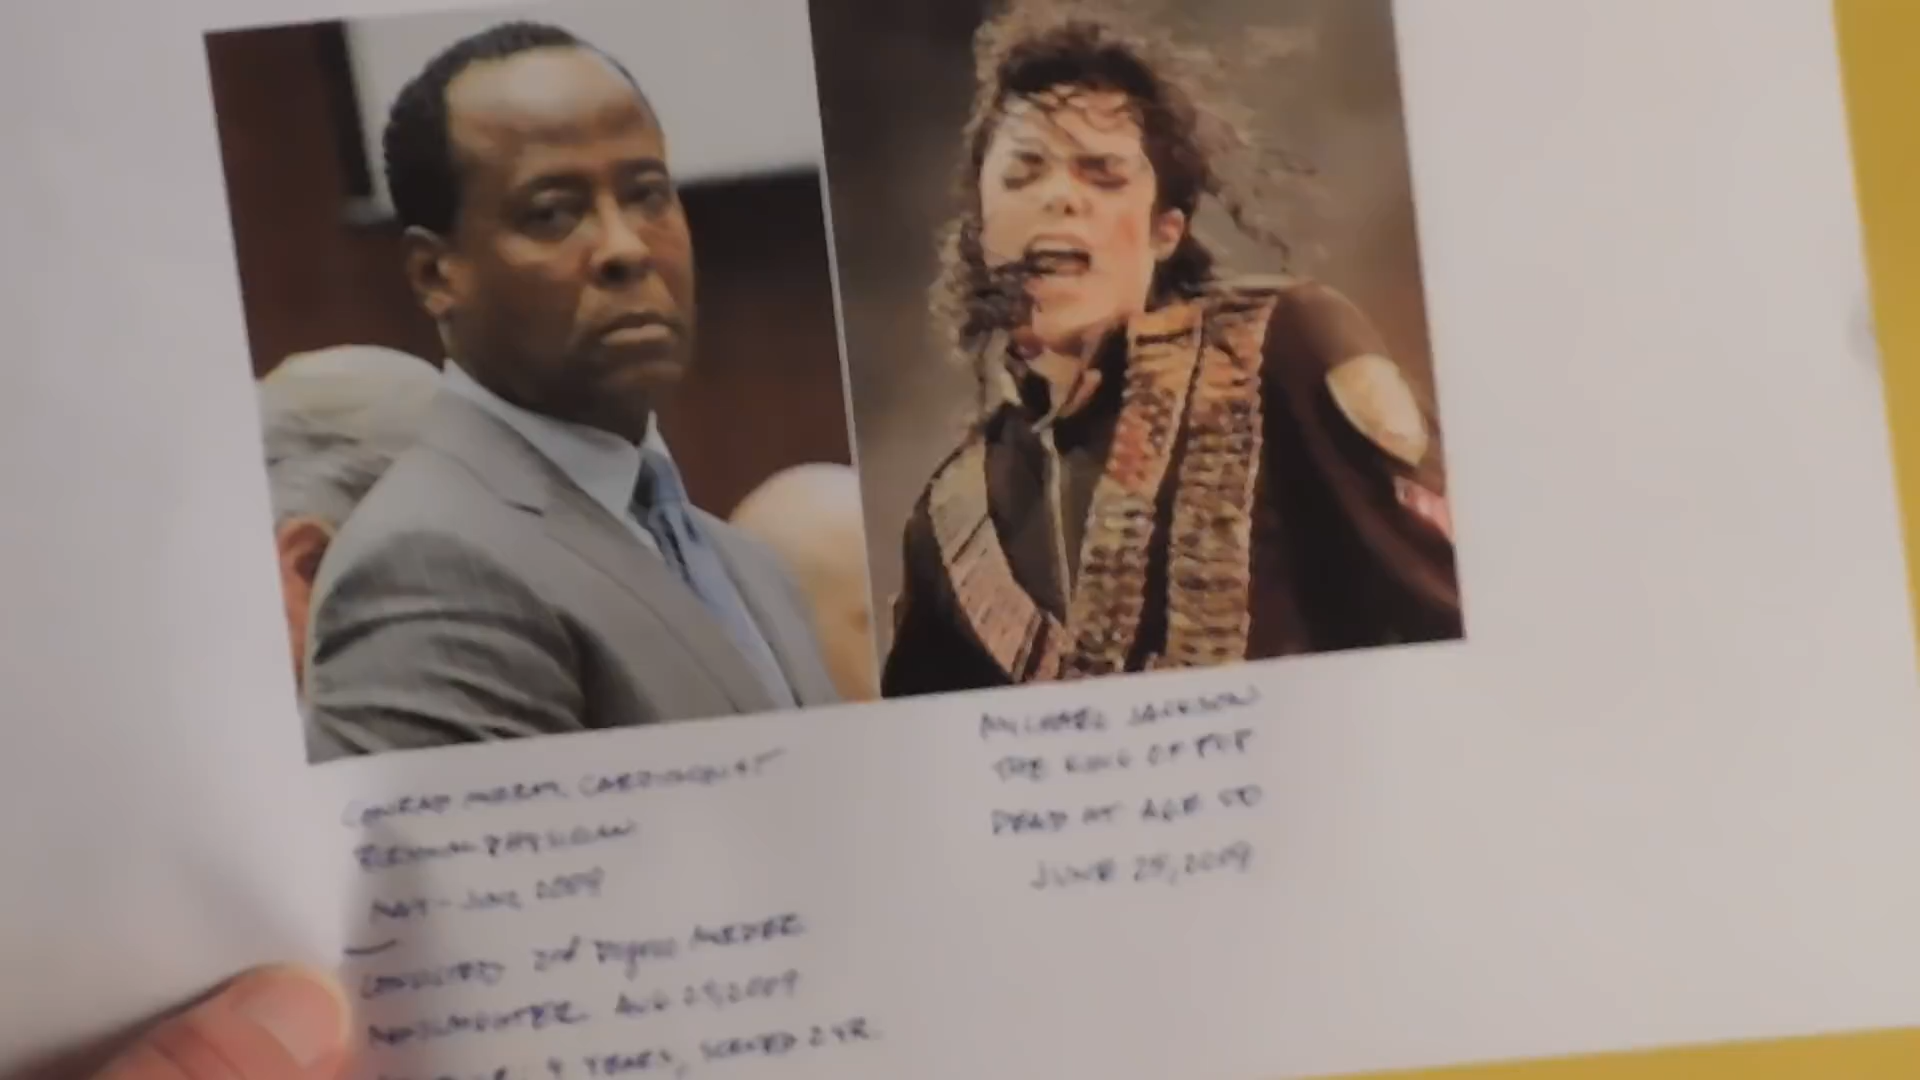 CONRAD MURRAY, CARDIOLOGIST
PERSONAL PHYSICIAN
MAY - JUNE 2009
CONVICTED 2nd Degree MURDER
MANSLAUGHTER AUG 29, 2009
4 YEARS, SERVED 2 YR.
MICHAEL JACKSON
THE KING OF POP
DEAD AT AGE 50
JUNE 25, 2009